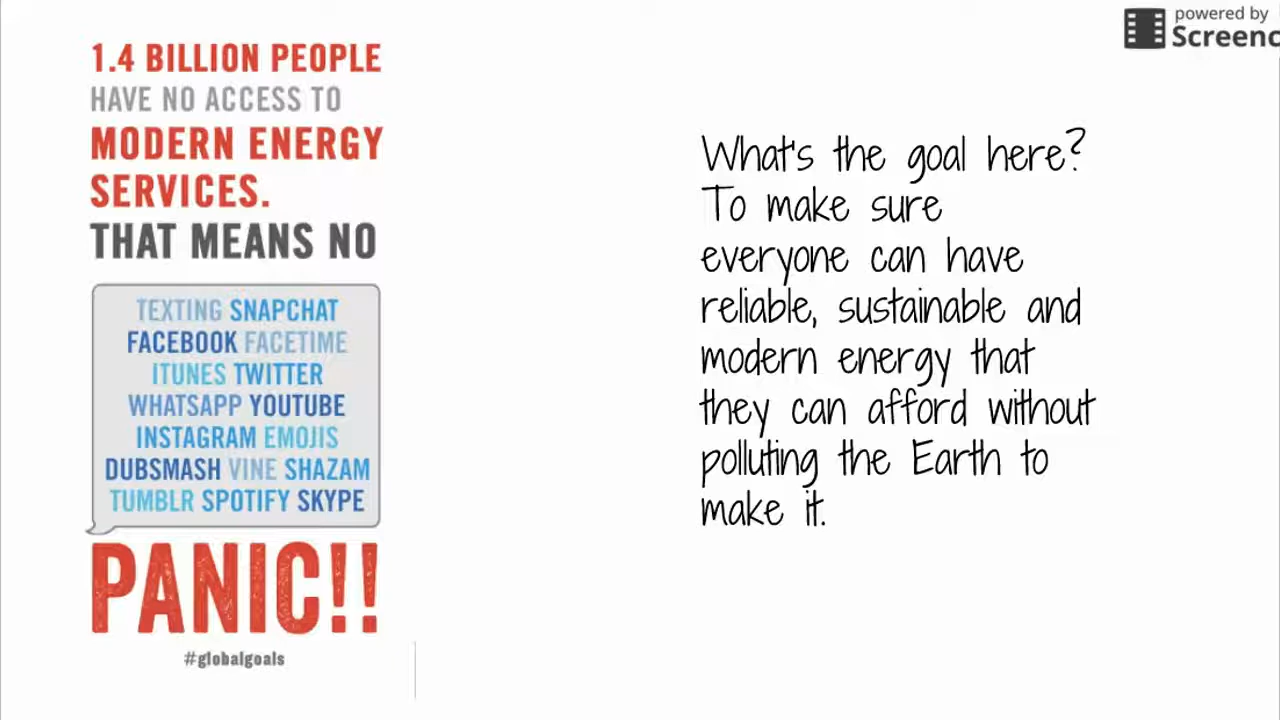 1.4 BILLION PEOPLE
HAVE NO ACCESS TO
MODERN ENERGY
SERVICES.
THAT MEANS NO
TEXTING SNAPCHAT
FACEBOOK FACETIME
ITUNES TWITTER
WHATSAPP YOUTUBE
INSTAGRAM EMOJIS
DUBSMASH VINE SHAZAM
TUMBLR SPOTIFY SKYPE
PANIC!!
#globalgoals
What's the goal here?
To make sure
everyone can have
reliable, sustainable and
modern energy that
they can afford without
polluting the Earth to
make it.
powered by
Screenc